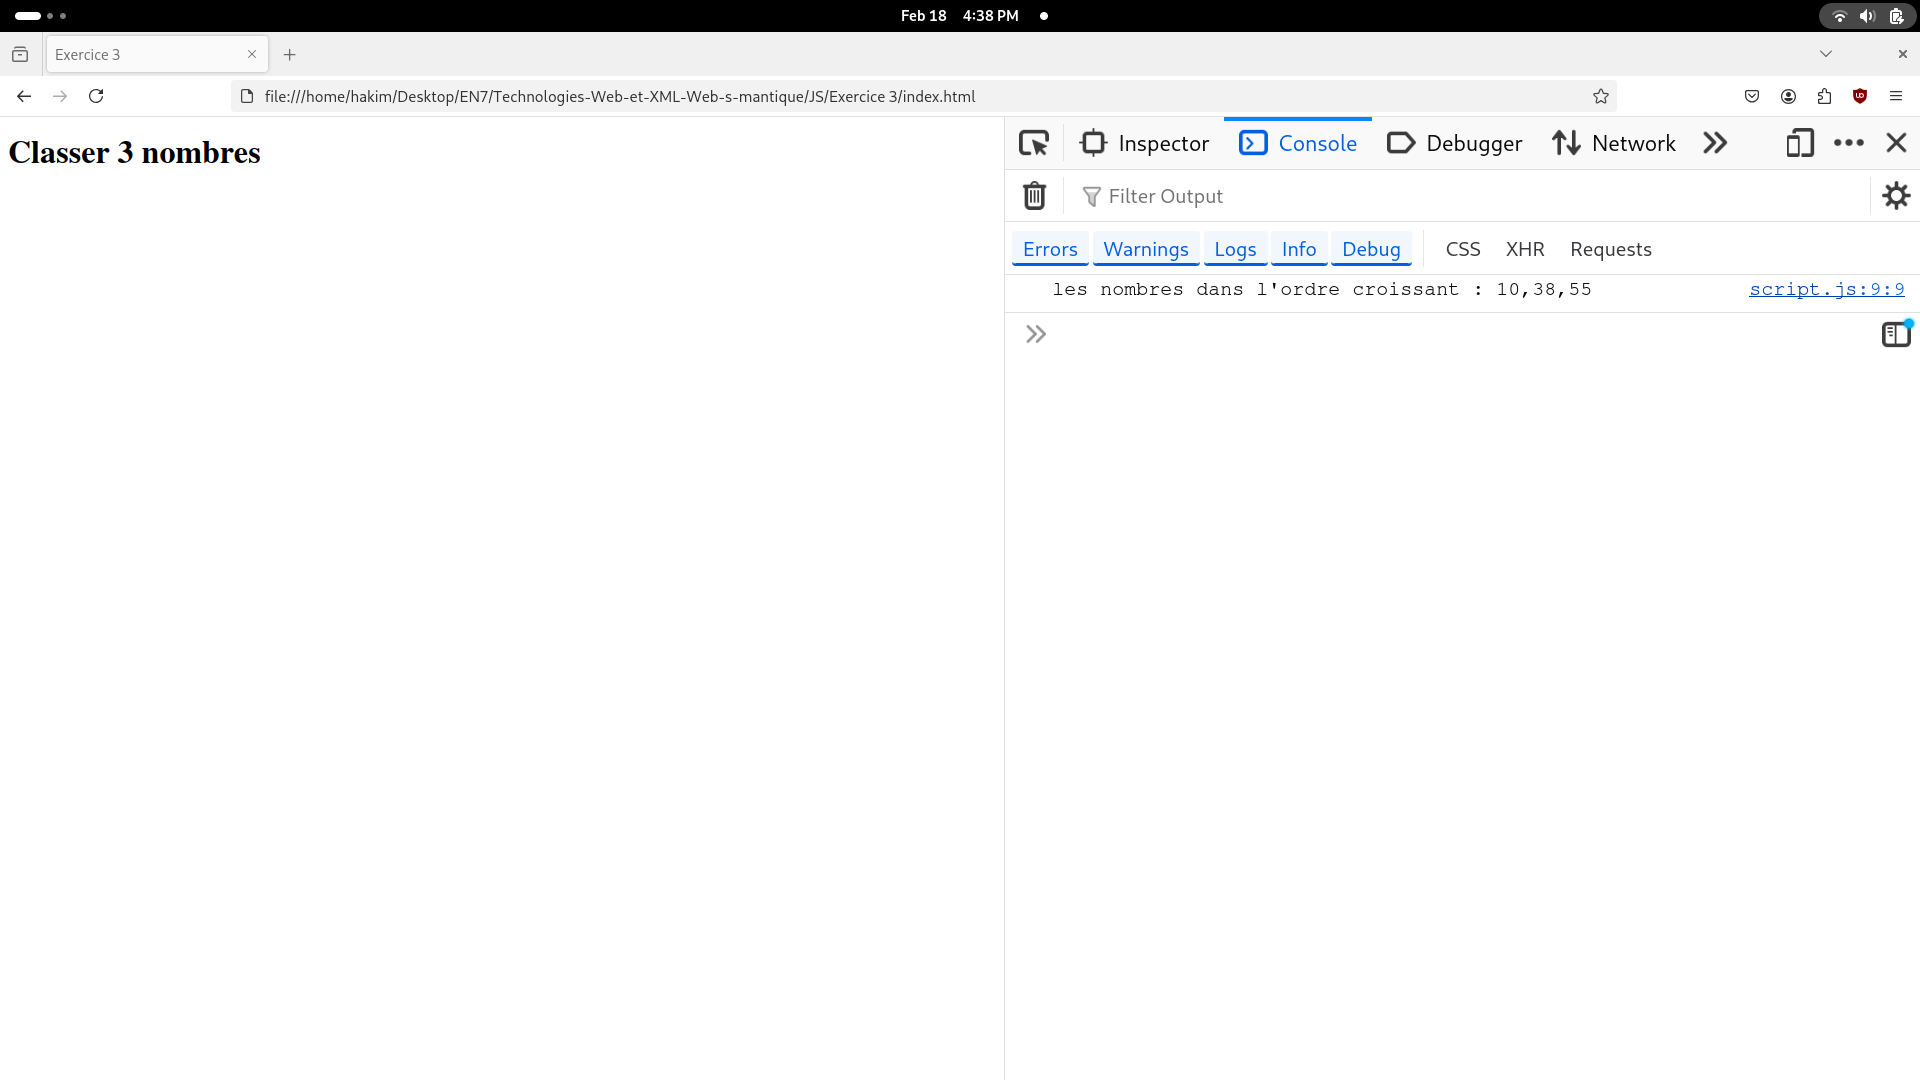 Feb 18 4:38 PM
Exercice 3
file:///home/hakim/Desktop/EN7/Technologies-Web-et-XML-Web-s-mantique/JS/Exercice 3/index.html
Classer 3 nombres
Inspector Console Debugger Network
Filter Output
Errors Warnings Logs Info Debug CSS XHR Requests
les nombres dans l'ordre croissant : 10,38,55 script.js:9:9